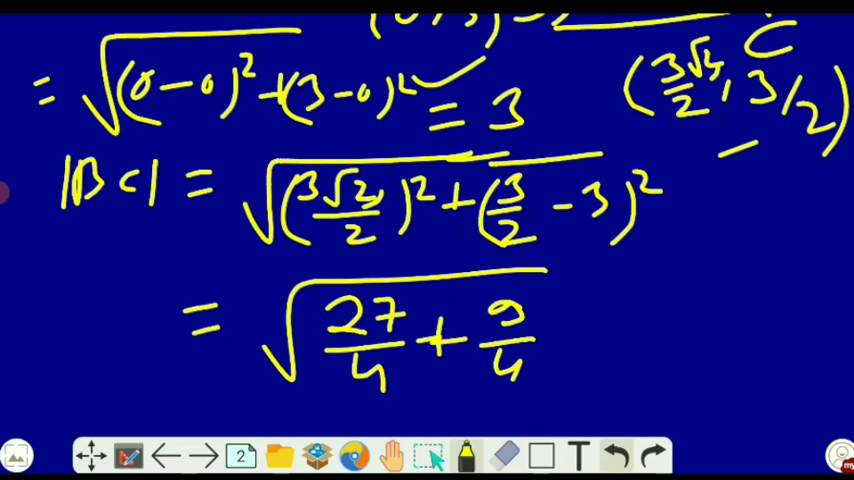 = √((0-0)² + (3-0)²) = 3
C
(3√3/2, 3/2)
|BC| = √((3√3/2)² + (3/2 - 3)²)
= √(27/4 + 9/4)
2 T